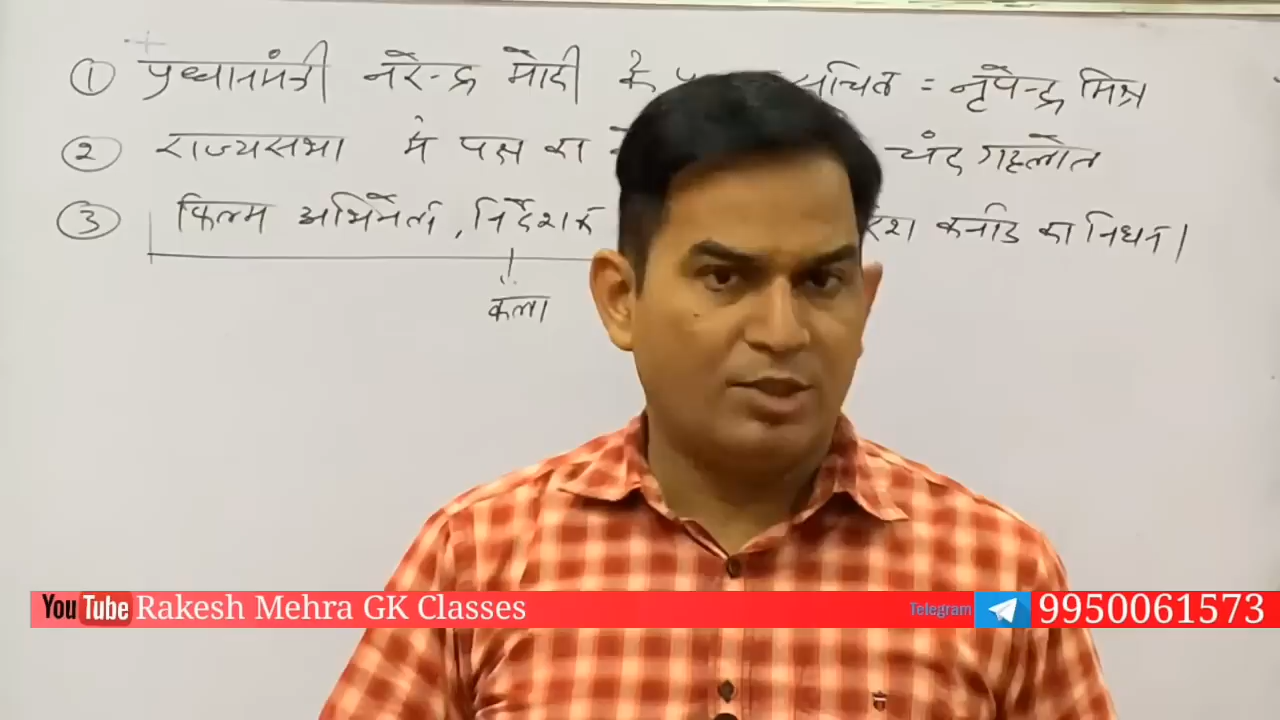 ① प्रधानमंत्री नरेन्द्र मोदी के सचिव = नृपेन्द्र मिश्र
② राज्यसभा मे पक्ष का चंद गहलोत
③ फिल्म अभिनेता, निर्देशक कर्नाड का निधन।
कला
YouTube Rakesh Mehra GK Classes
Telegram 9950061573